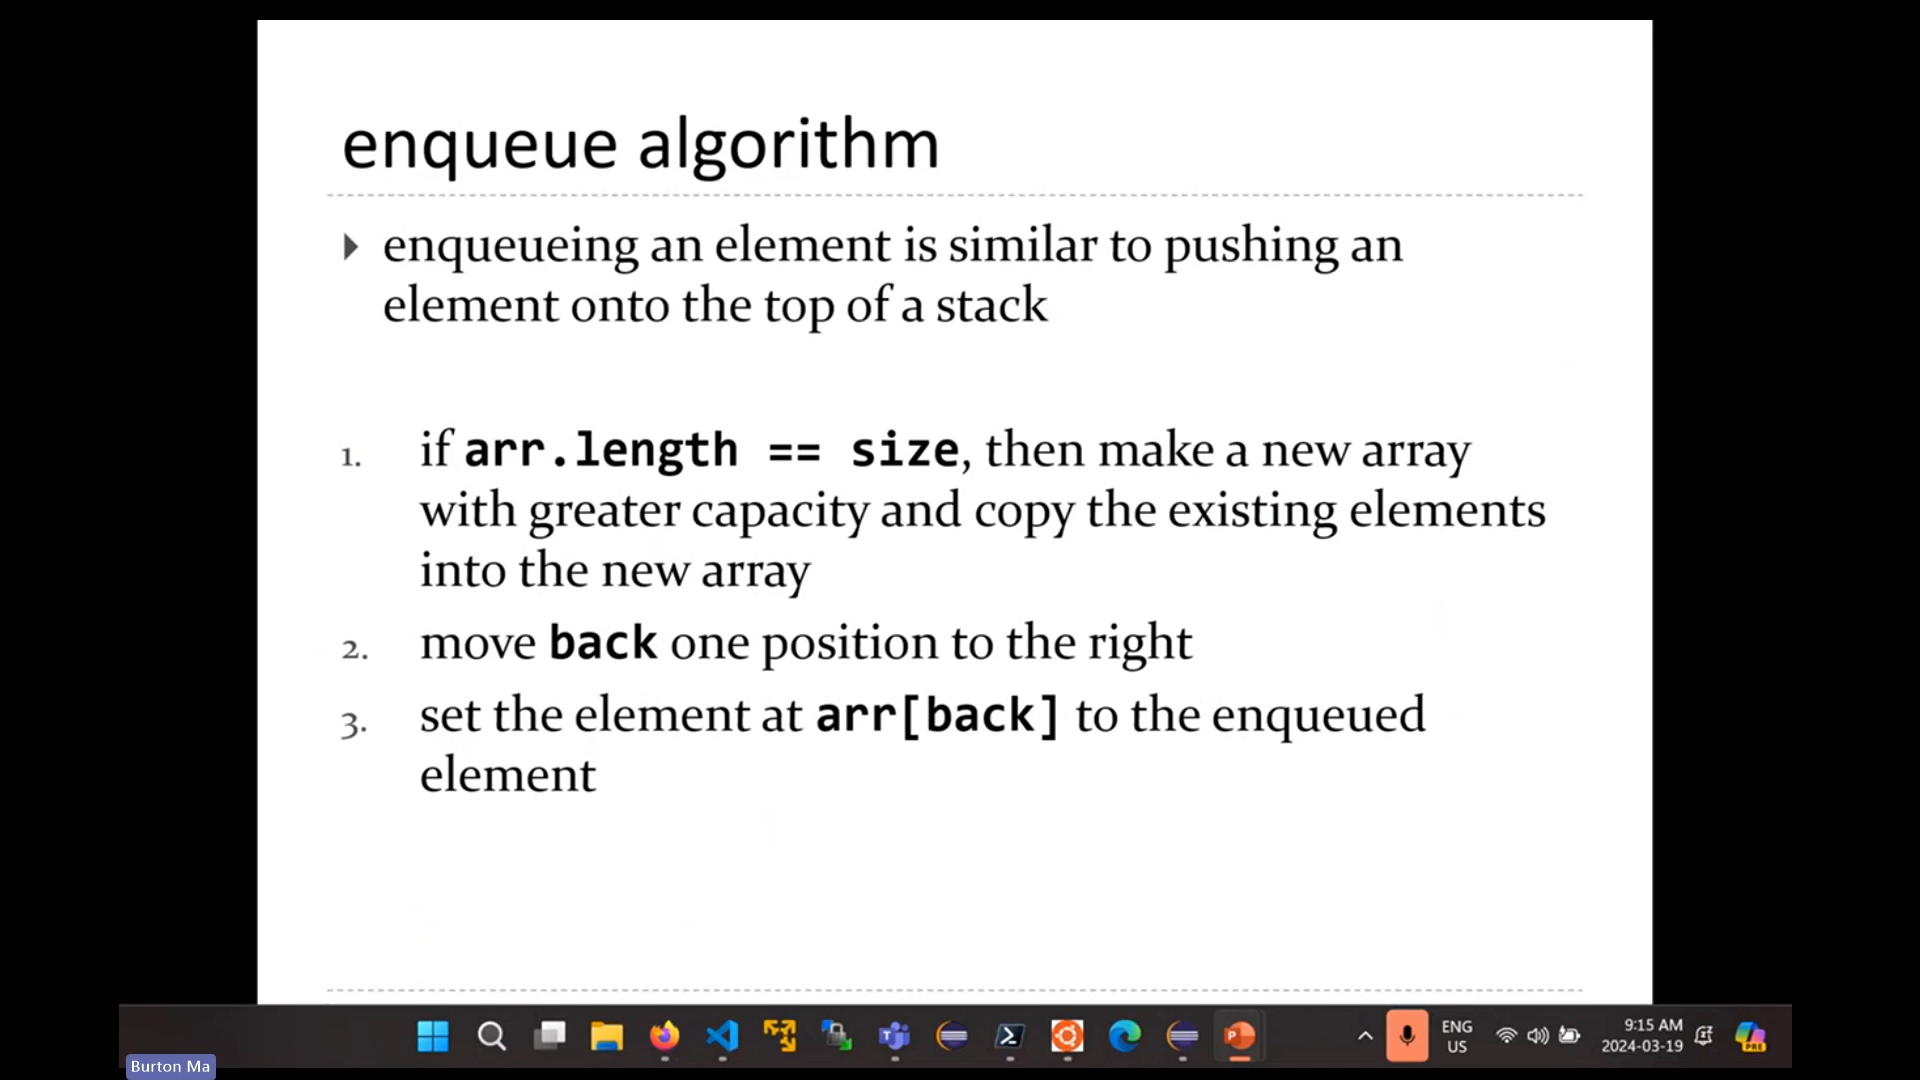 enqueue algorithm
enqueueing an element is similar to pushing an
element onto the top of a stack
1. if arr.length == size, then make a new array
with greater capacity and copy the existing elements
into the new array
2. move back one position to the right
3. set the element at arr[back] to the enqueued
element
ENG
US
9:15 AM
2024-03-19
PRE
Burton Ma